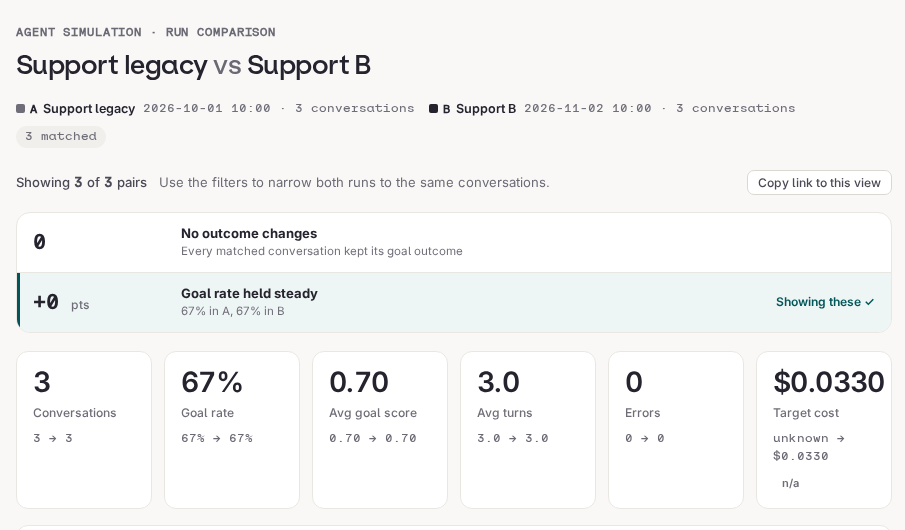 AGENT SIMULATION · RUN COMPARISON
Support legacy vs Support B
A Support legacy 2026-10-01 10:00 · 3 conversations B Support B 2026-11-02 10:00 · 3 conversations
3 matched
Showing 3 of 3 pairs Use the filters to narrow both runs to the same conversations. Copy link to this view
0 No outcome changes
Every matched conversation kept its goal outcome
+0 pts Goal rate held steady
67% in A, 67% in B
Showing these ✓
3
Conversations
3 → 3
67%
Goal rate
67% → 67%
0.70
Avg goal score
0.70 → 0.70
3.0
Avg turns
3.0 → 3.0
0
Errors
0 → 0
$0.0330
Target cost
unknown →
$0.0330
n/a